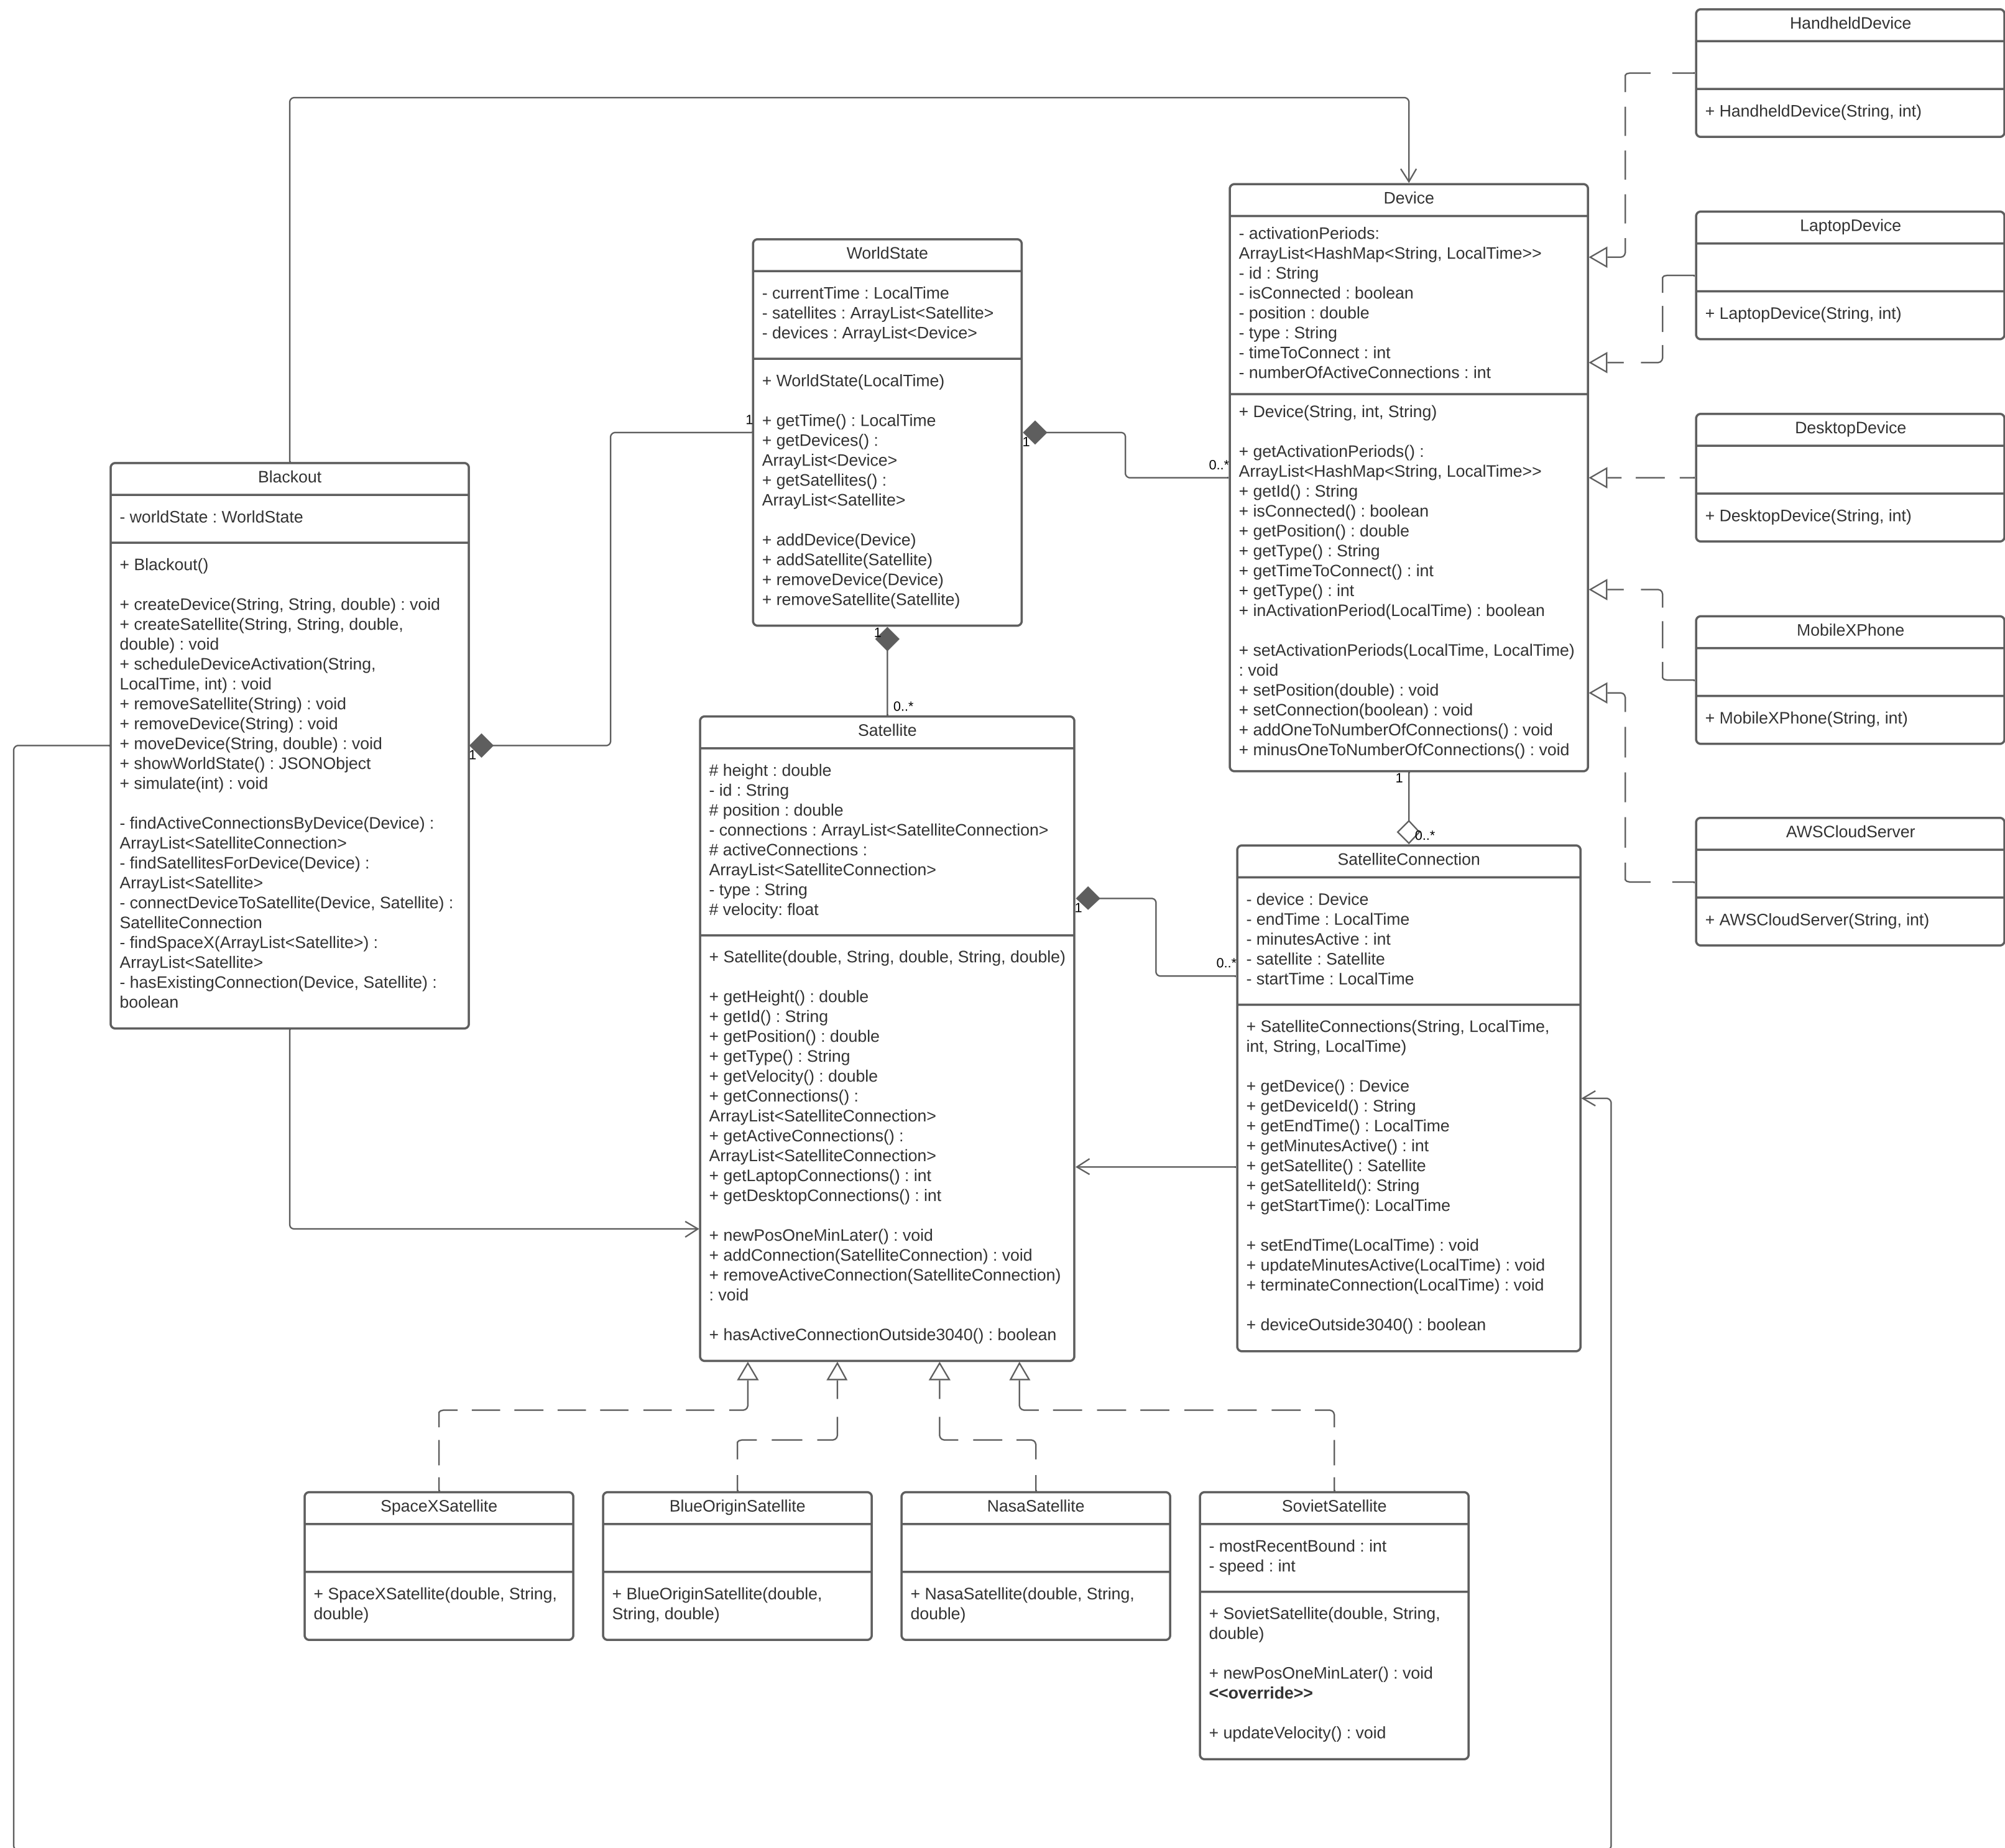 HandheldDevice
+ HandheldDevice(String, int)
LaptopDevice
+ LaptopDevice(String, int)
DesktopDevice
+ DesktopDevice(String, int)
MobileXPhone
+ MobileXPhone(String, int)
AWSCloudServer
+ AWSCloudServer(String, int)
Device
- activationPeriods:
ArrayList<HashMap<String, LocalTime>>
- id : String
- isConnected : boolean
- position : double
- type : String
- timeToConnect : int
- numberOfActiveConnections : int
+ Device(String, int, String)
+ getActivationPeriods() :
ArrayList<HashMap<String, LocalTime>>
+ getId() : String
+ isConnected() : boolean
+ getPosition() : double
+ getType() : String
+ getTimeToConnect() : int
+ getType() : int
+ inActivationPeriod(LocalTime) : boolean
+ setActivationPeriods(LocalTime, LocalTime)
: void
+ setPosition(double) : void
+ setConnection(boolean) : void
+ addOneToNumberOfConnections() : void
+ minusOneToNumberOfConnections() : void
1
0..*
WorldState
- currentTime : LocalTime
- satellites : ArrayList<Satellite>
- devices : ArrayList<Device>
+ WorldState(LocalTime)
+ getTime() : LocalTime
+ getDevices() :
ArrayList<Device>
+ getSatellites() :
ArrayList<Satellite>
+ addDevice(Device)
+ addSatellite(Satellite)
+ removeDevice(Device)
+ removeSatellite(Satellite)
1
1
0..*
1
0..*
Blackout
- worldState : WorldState
+ Blackout()
+ createDevice(String, String, double) : void
+ createSatellite(String, String, double,
double) : void
+ scheduleDeviceActivation(String,
LocalTime, int) : void
+ removeSatellite(String) : void
+ removeDevice(String) : void
+ moveDevice(String, double) : void
+ showWorldState() : JSONObject
+ simulate(int) : void
- findActiveConnectionsByDevice(Device) :
ArrayList<SatelliteConnection>
- findSatellitesForDevice(Device) :
ArrayList<Satellite>
- connectDeviceToSatellite(Device, Satellite) :
SatelliteConnection
- findSpaceX(ArrayList<Satellite>) :
ArrayList<Satellite>
- hasExistingConnection(Device, Satellite) :
boolean
1
Satellite
# height : double
- id : String
# position : double
- connections : ArrayList<SatelliteConnection>
# activeConnections :
ArrayList<SatelliteConnection>
- type : String
# velocity: float
+ Satellite(double, String, double, String, double)
+ getHeight() : double
+ getId() : String
+ getPosition() : double
+ getType() : String
+ getVelocity() : double
+ getConnections() :
ArrayList<SatelliteConnection>
+ getActiveConnections() :
ArrayList<SatelliteConnection>
+ getLaptopConnections() : int
+ getDesktopConnections() : int
+ newPosOneMinLater() : void
+ addConnection(SatelliteConnection) : void
+ removeActiveConnection(SatelliteConnection)
: void
+ hasActiveConnectionOutside3040() : boolean
1
0..*
SatelliteConnection
- device : Device
- endTime : LocalTime
- minutesActive : int
- satellite : Satellite
- startTime : LocalTime
+ SatelliteConnections(String, LocalTime,
int, String, LocalTime)
+ getDevice() : Device
+ getDeviceId() : String
+ getEndTime() : LocalTime
+ getMinutesActive() : int
+ getSatellite() : Satellite
+ getSatelliteId(): String
+ getStartTime(): LocalTime
+ setEndTime(LocalTime) : void
+ updateMinutesActive(LocalTime) : void
+ terminateConnection(LocalTime) : void
+ deviceOutside3040() : boolean
SpaceXSatellite
+ SpaceXSatellite(double, String,
double)
BlueOriginSatellite
+ BlueOriginSatellite(double,
String, double)
NasaSatellite
+ NasaSatellite(double, String,
double)
SovietSatellite
- mostRecentBound : int
- speed : int
+ SovietSatellite(double, String,
double)
+ newPosOneMinLater() : void
<<override>>
+ updateVelocity() : void